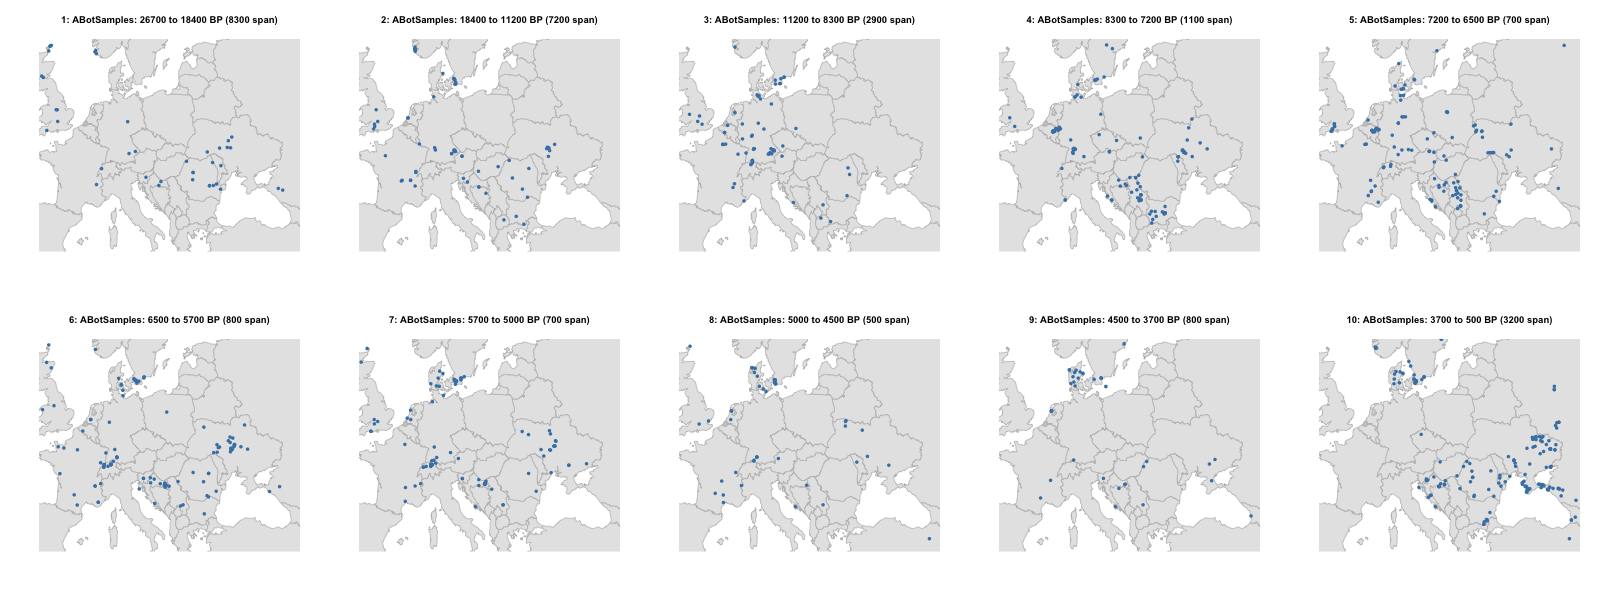 1: ABotSamples: 26700 to 18400 BP (8300 span)
2: ABotSamples: 18400 to 11200 BP (7200 span)
3: ABotSamples: 11200 to 8300 BP (2900 span)
4: ABotSamples: 8300 to 7200 BP (1100 span)
5: ABotSamples: 7200 to 6500 BP (700 span)
6: ABotSamples: 6500 to 5700 BP (800 span)
7: ABotSamples: 5700 to 5000 BP (700 span)
8: ABotSamples: 5000 to 4500 BP (500 span)
9: ABotSamples: 4500 to 3700 BP (800 span)
10: ABotSamples: 3700 to 500 BP (3200 span)